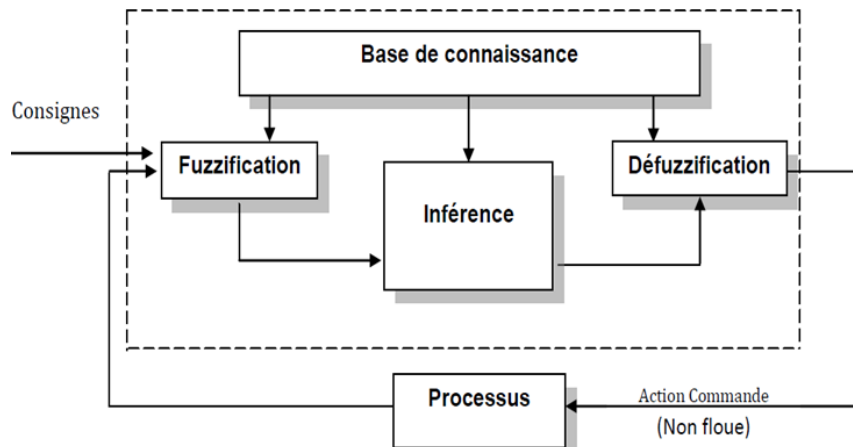 Base de connaissance
Consignes
Fuzzification
Défuzzification
Inférence
Processus
Action Commande
(Non floue)